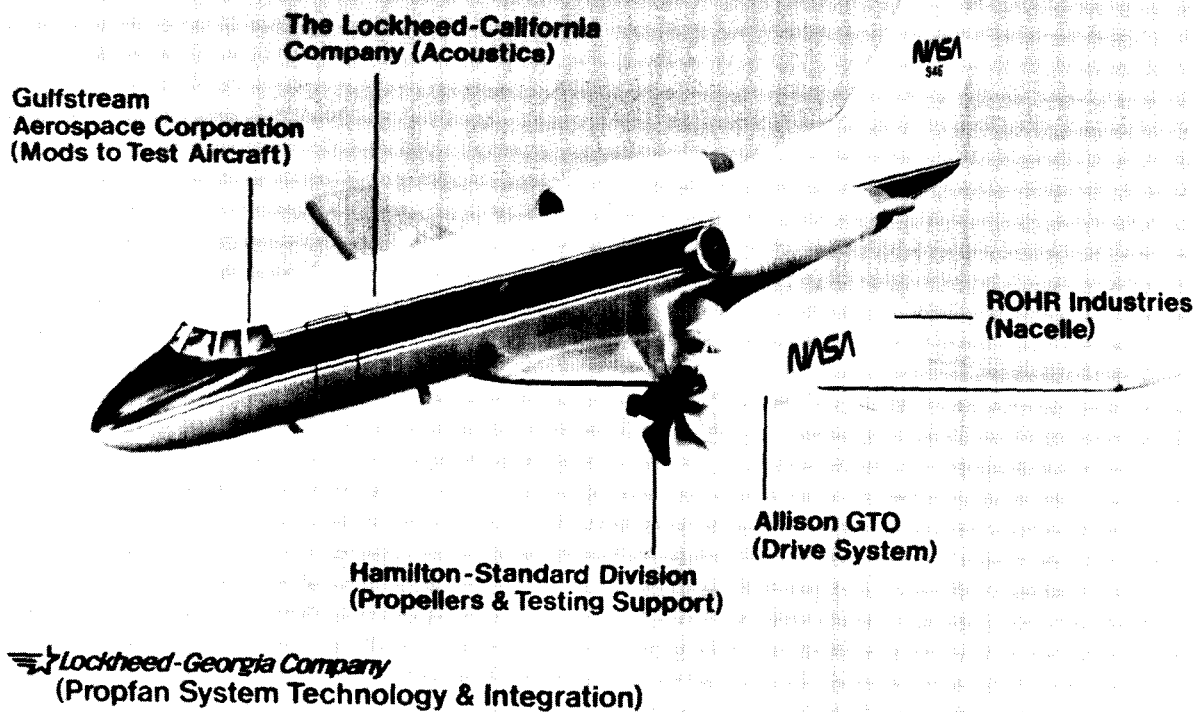 The Lockheed-California
Company (Acoustics)
NASA
946
Gulfstream
Aerospace Corporation
(Mods to Test Aircraft)
ROHR Industries
(Nacelle)
NASA
Allison GTO
(Drive System)
Hamilton-Standard Division
(Propellers & Testing Support)
Lockheed-Georgia Company
(Propfan System Technology & Integration)